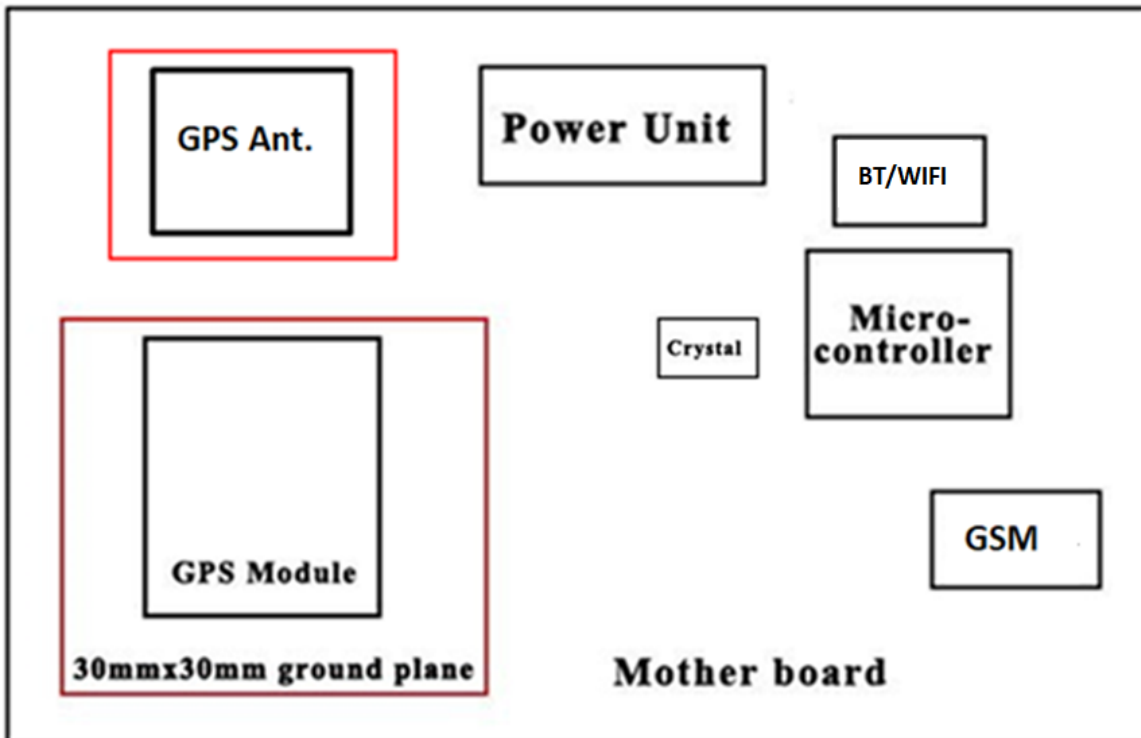 GPS Ant.
Power Unit
BT/WIFI
Micro-
controller
Crystal
GSM
GPS Module
30mmx30mm ground plane
Mother board